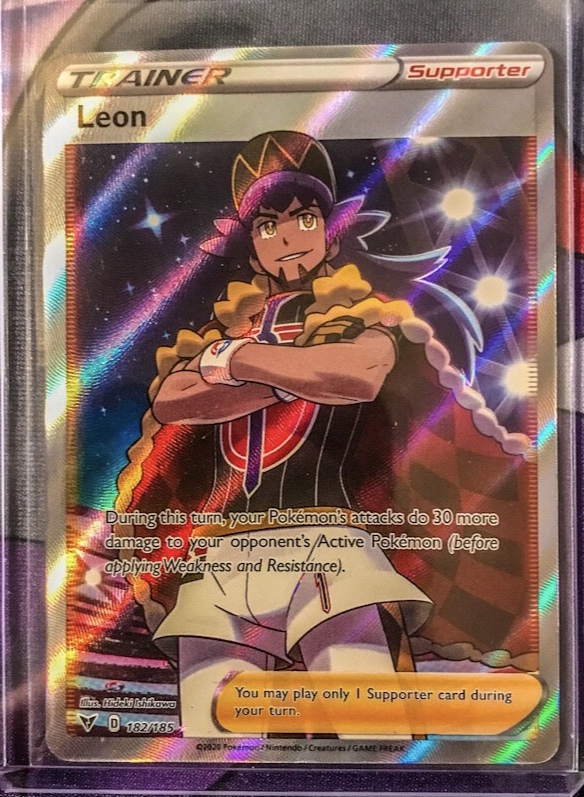 TRAINER
Supporter
Leon
During this turn, your Pokémon's attacks do 30 more
damage to your opponent's Active Pokémon (before
applying Weakness and Resistance).
Illus. Hideki Ishikawa
You may play only 1 Supporter card during
your turn.
D 182/185
©2020 Pokémon / Nintendo / Creatures / GAME FREAK